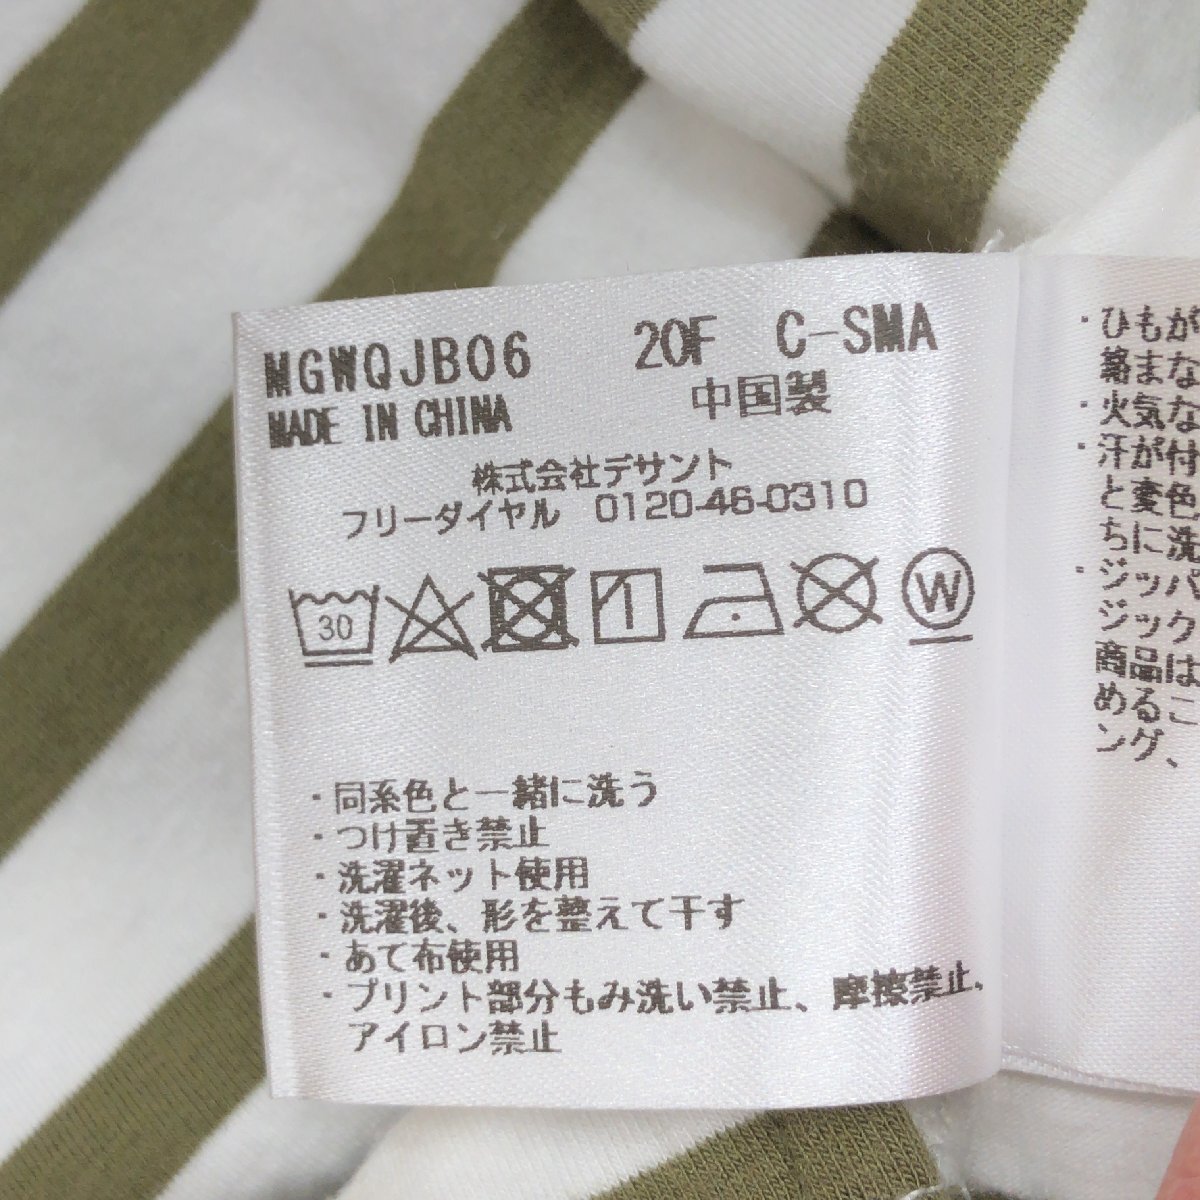 MGWQJB06 20F C-SMA
MADE IN CHINA 中国製
株式会社デサント
フリーダイヤル 0120-46-0310
30 W
・同系色と一緒に洗う
・つけ置き禁止
・洗濯ネット使用
・洗濯後、形を整えて干す
・あて布使用
・プリント部分もみ洗い禁止、摩擦禁止、
アイロン禁止
・ひもが
絡まな
・火気な
・汗が付
と変色
ちに洗
・ジッパ
ジック
商品は
めるこ
ング、